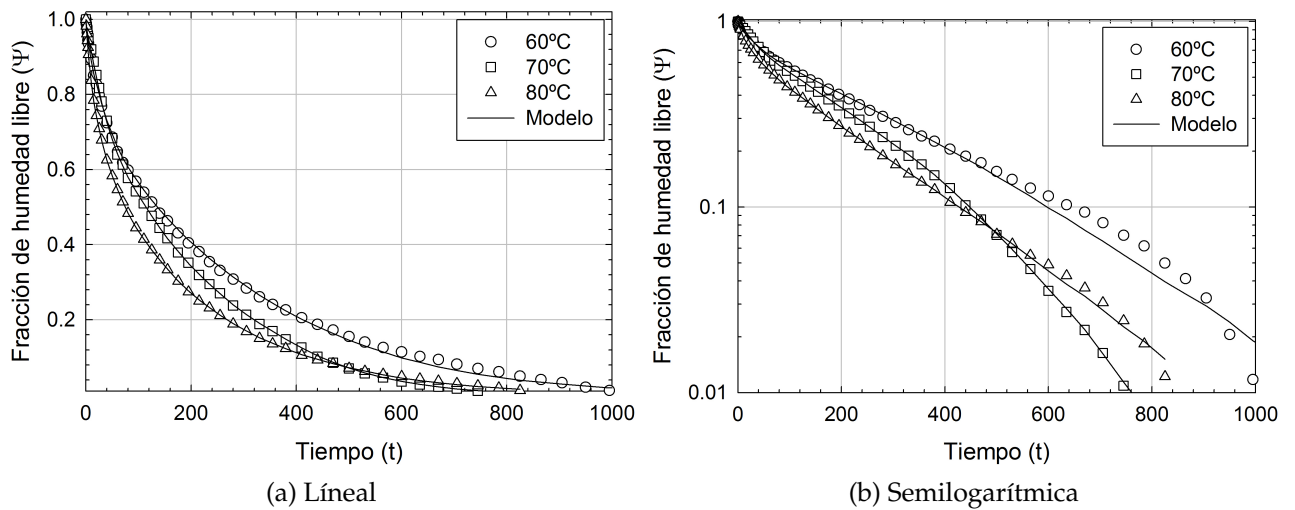 1.0
0.8
0.6
0.4
0.2
0
200
400
600
800
1000
Fracción de humedad libre (Ψ)
Tiempo (t)
60ºC
70ºC
80ºC
Modelo
(a) Líneal
1
0.1
0.01
0
200
400
600
800
1000
Fracción de humedad libre (Ψ)
Tiempo (t)
60ºC
70ºC
80ºC
Modelo
(b) Semilogarítmica